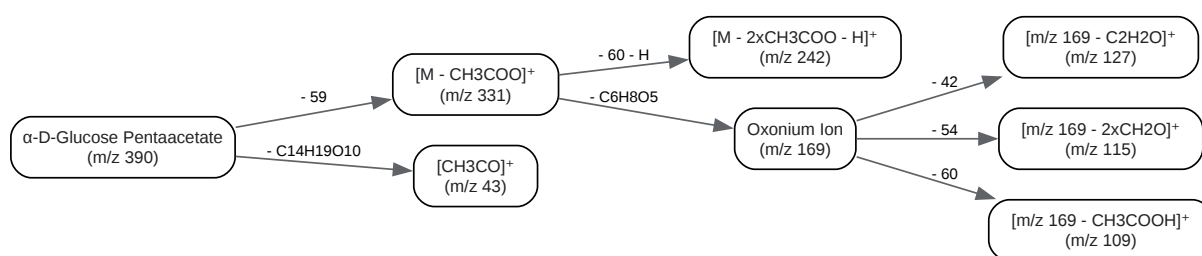 α-D-Glucose Pentaacetate
(m/z 390)
- 59
- C14H19O10
[M - CH3COO]⁺
(m/z 331)
[CH3CO]⁺
(m/z 43)
- 60 - H
- C6H8O5
[M - 2xCH3COO - H]⁺
(m/z 242)
Oxonium Ion
(m/z 169)
- 42
- 54
- 60
[m/z 169 - C2H2O]⁺
(m/z 127)
[m/z 169 - 2xCH2O]⁺
(m/z 115)
[m/z 169 - CH3COOH]⁺
(m/z 109)